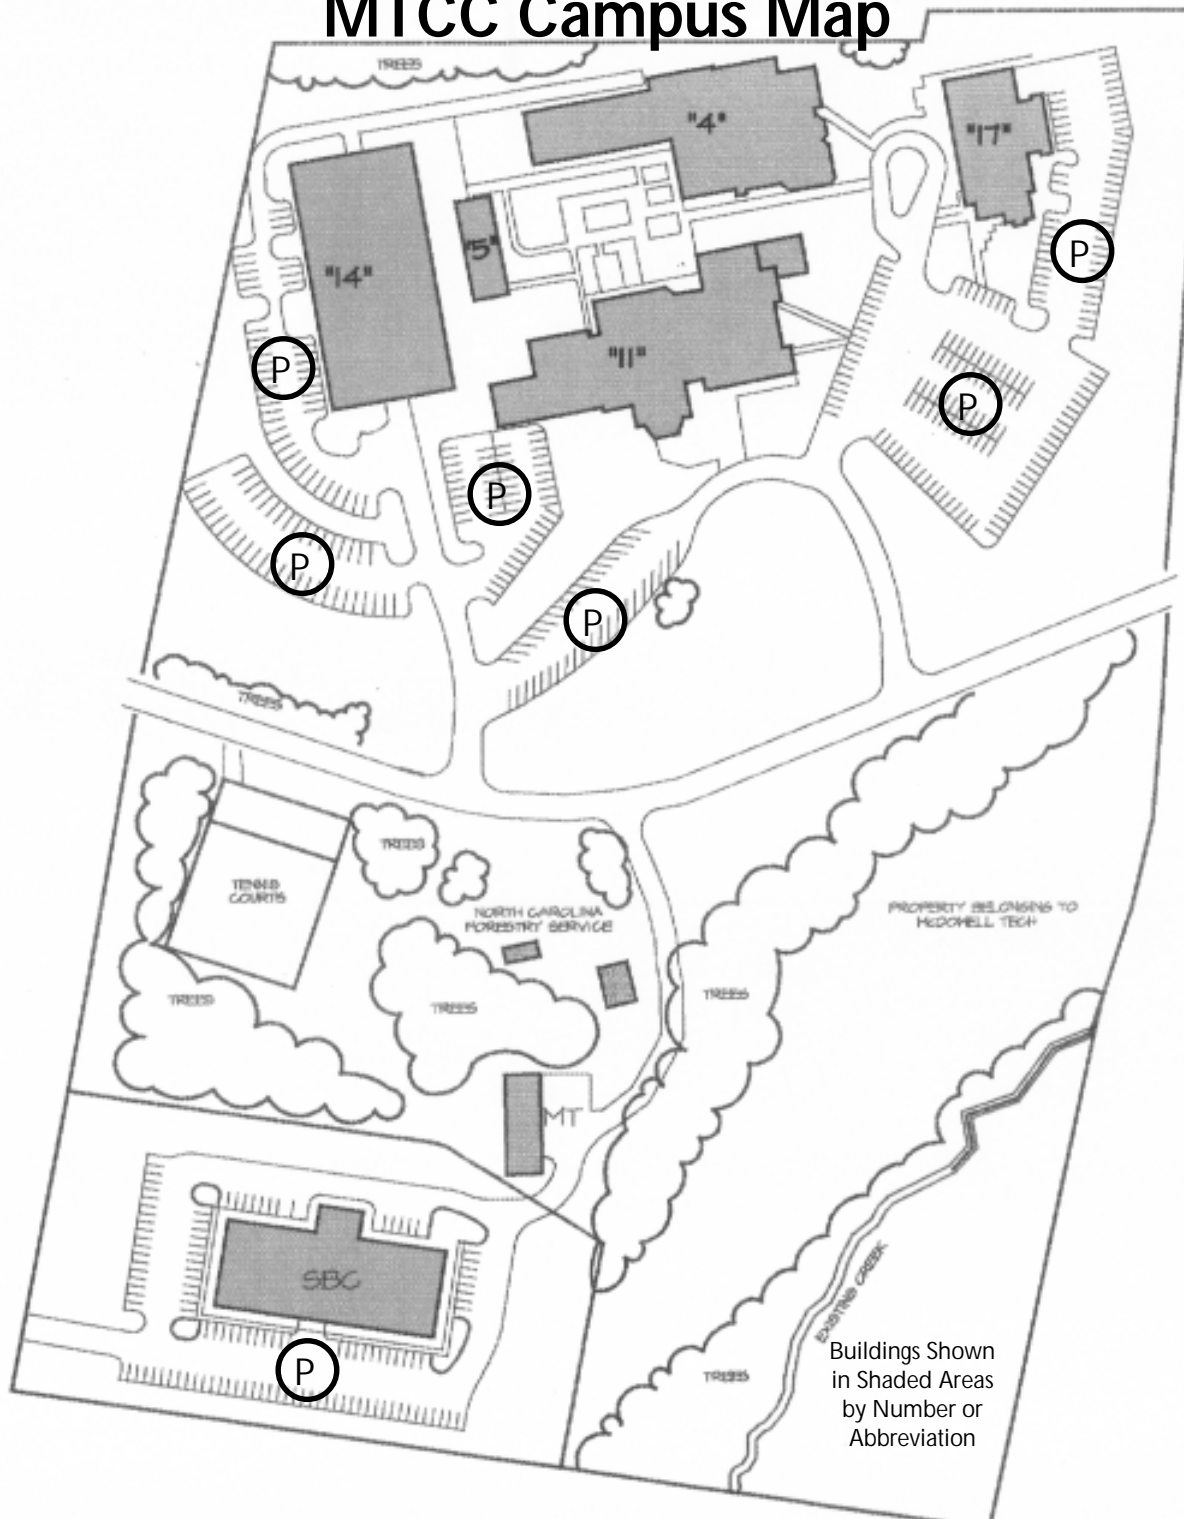 MTCC Campus Map
TREES
"4"
"17"
"5"
"14"
P
"11"
P
P
P
P
P
P
TREES
TREES
TENNIS
COURTS
NORTH CAROLINA
FORESTRY SERVICE
PROPERTY BELONGING TO
MCDOWELL TECH
TREES
TREES
TREES
MT
SBC
EXISTING CREEK
P
Buildings Shown
in Shaded Areas
by Number or
Abbreviation
TREES